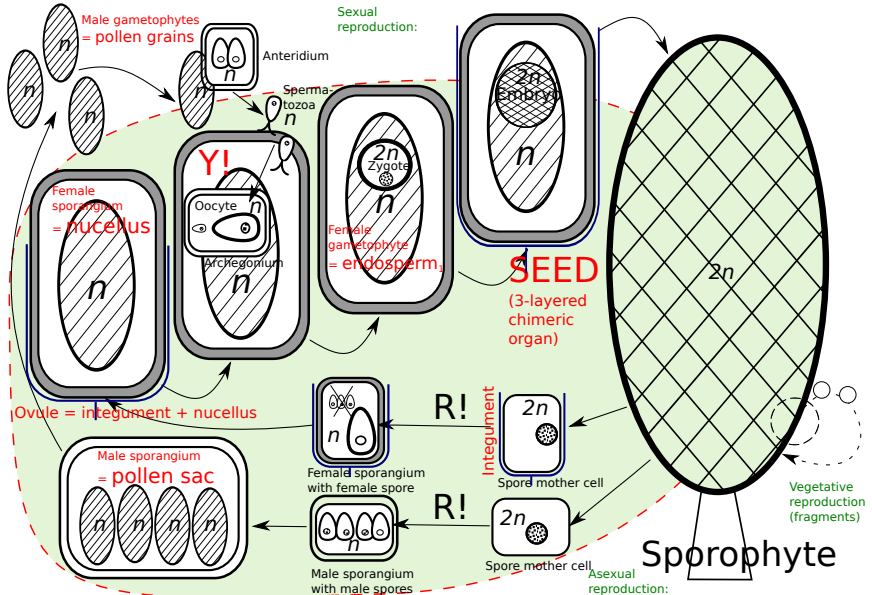 Sexual
reproduction:
Male gametophytes
= pollen grains
n
n
n
n
n
Anteridium
Sperma-
tozoa
n
Y!
Oocyte
n
Archegonium
n
Female
sporangium
= nucellus
n
2n
Zygote
n
Female
gametophyte
= endosperm1
2n
Embryo
n
SEED
(3-layered
chimeric
organ)
2n
Ovule = integument + nucellus
n
Female sporangium
with female spore
R!
Integument
2n
Spore mother cell
Male sporangium
= pollen sac
n
n
n
n
n
Male sporangium
with male spores
R!
2n
Spore mother cell
Vegetative
reproduction
(fragments)
Sporophyte
Asexual
reproduction: